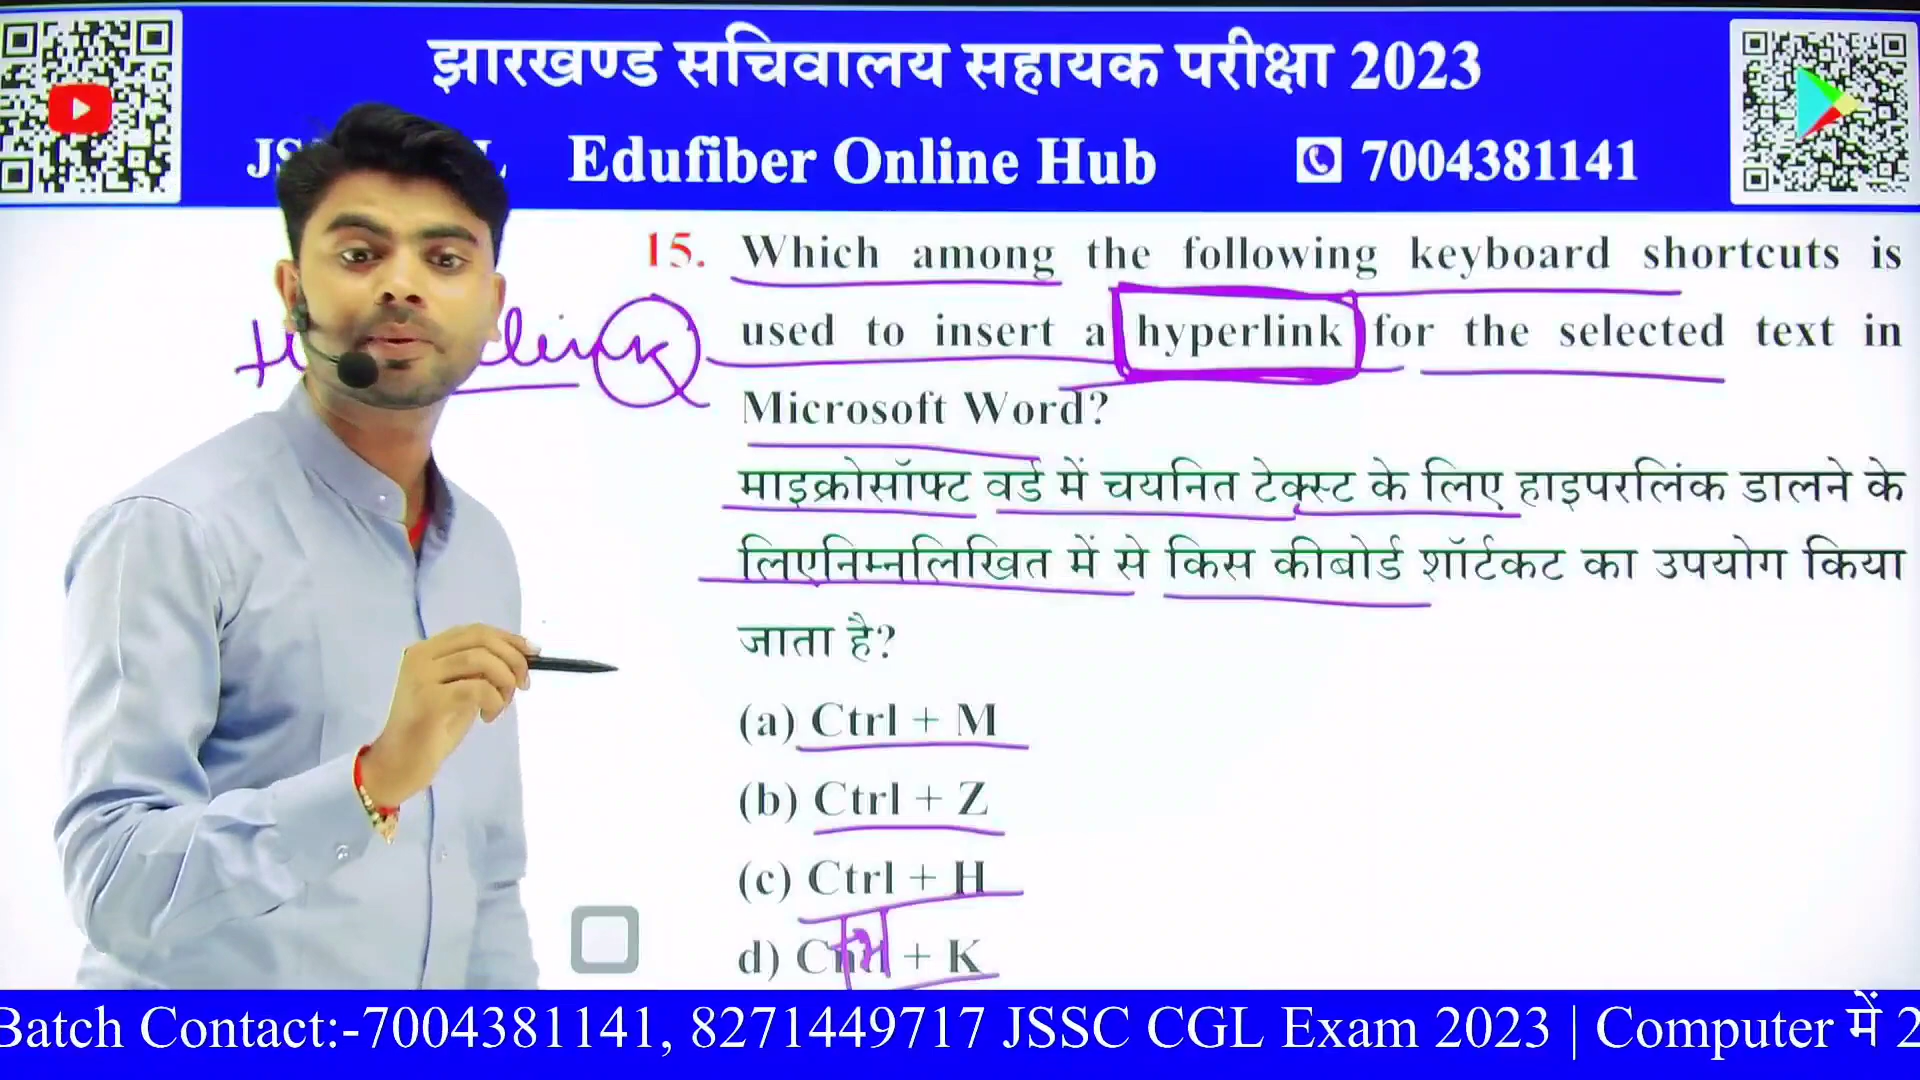 झारखण्ड सचिवालय सहायक परीक्षा 2023
Edufiber Online Hub 7004381141
15. Which among the following keyboard shortcuts is
used to insert a hyperlink for the selected text in
Microsoft Word?
माइक्रोसॉफ्ट वर्ड में चयनित टेक्स्ट के लिए हाइपरलिंक डालने के
लिएनिम्नलिखित में से किस कीबोर्ड शॉर्टकट का उपयोग किया
जाता है?
(a) Ctrl + M
(b) Ctrl + Z
(c) Ctrl + H
d) + K
Batch Contact:-7004381141, 8271449717 JSSC CGL Exam 2023 | Computer में 2